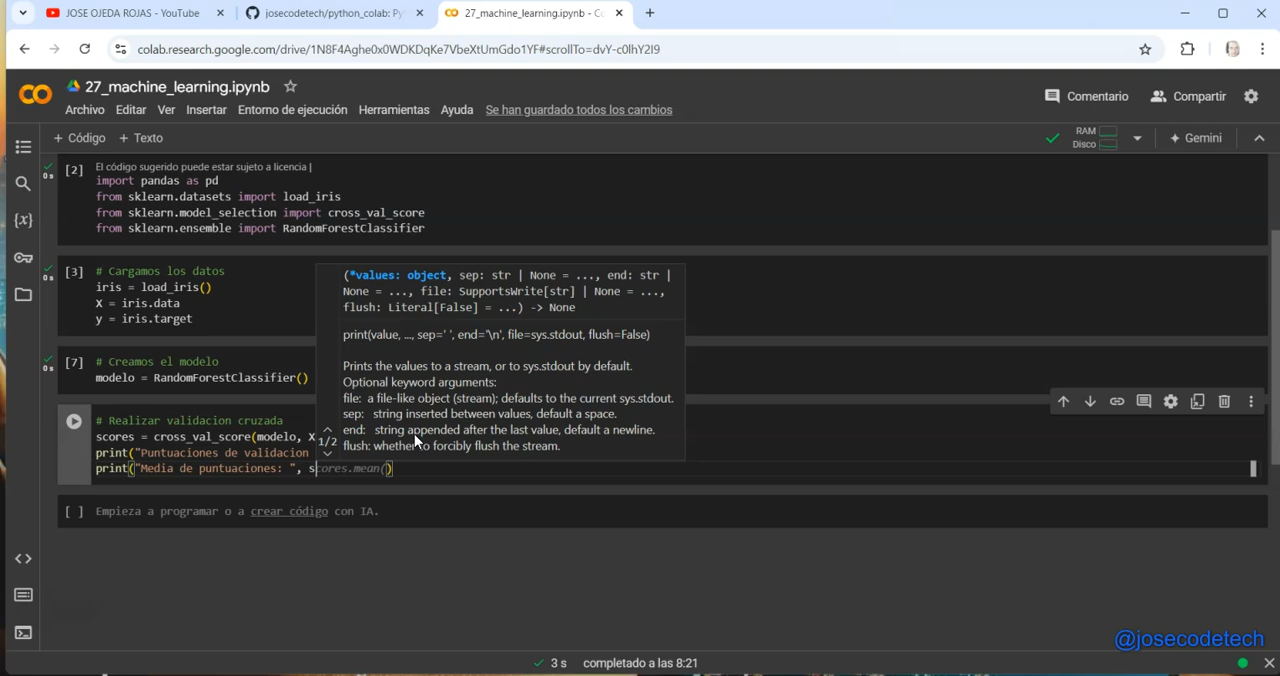 JOSE OJEDA ROJAS - YouTube
josecodetech/python_colab: Py
27_machine_learning.ipynb - Co
colab.research.google.com/drive/1N8F4Aghe0x0WDKDqKe7VbeXtUmGdo1YF#scrollTo=dvY-c0lhY2I9
27_machine_learning.ipynb
Archivo Editar Ver Insertar Entorno de ejecución Herramientas Ayuda Se han guardado todos los cambios
Comentario Compartir
+ Código + Texto
RAM
Disco
Gemini
El código sugerido puede estar sujeto a licencia |
[2]
0 s
import pandas as pd
from sklearn.datasets import load_iris
from sklearn.model_selection import cross_val_score
from sklearn.ensemble import RandomForestClassifier
[3] # Cargamos los datos
0 s
iris = load_iris()
X = iris.data
y = iris.target
(*values: object, sep: str | None = ..., end: str |
None = ..., file: SupportsWrite[str] | None = ...,
flush: Literal[False] = ...) -> None
print(value, ..., sep=' ', end='\n', file=sys.stdout, flush=False)
Prints the values to a stream, or to sys.stdout by default.
Optional keyword arguments:
file: a file-like object (stream); defaults to the current sys.stdout.
sep: string inserted between values, default a space.
end: string appended after the last value, default a newline.
flush: whether to forcibly flush the stream.
1/2
[7] # Creamos el modelo
0 s
modelo = RandomForestClassifier()
# Realizar validacion cruzada
scores = cross_val_score(modelo, X
print("Puntuaciones de validacion
print("Media de puntuaciones: ", scores.mean())
[ ] Empieza a programar o a crear código con IA.
@josecodetech
3 s completado a las 8:21